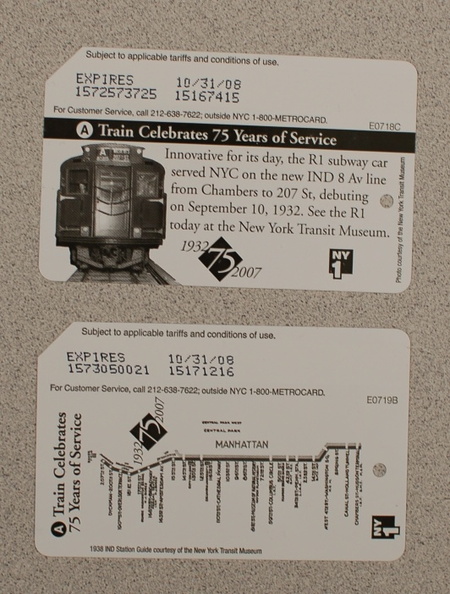 Subject to applicable tariffs and conditions of use.
EXPIRES 10/31/08
1572573725 15167415
For Customer Service, call 212-638-7622; outside NYC 1-800-METROCARD.
E0718C
A Train Celebrates 75 Years of Service
Innovative for its day, the R1 subway car
served NYC on the new IND 8 Av line
from Chambers to 207 St, debuting
on September 10, 1932. See the R1
today at the New York Transit Museum.
1932 75 2007
NY
1
Photo courtesy of the New York Transit Museum
Subject to applicable tariffs and conditions of use.
EXPIRES 10/31/08
1573050021 15171216
For Customer Service, call 212-638-7622; outside NYC 1-800-METROCARD.
E0719B
A Train Celebrates
75 Years of Service
1932 75 2007
CENTRAL PARK WEST
CENTRAL PARK
MANHATTAN
NY
1
1938 IND Station Guide courtesy of the New York Transit Museum